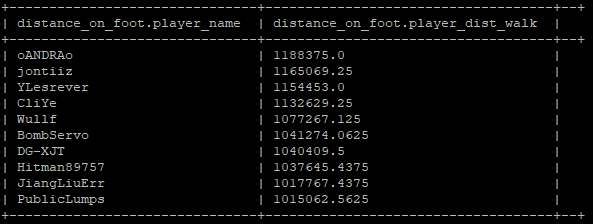 +--------------------------------+------------------------------------+--+
| distance_on_foot.player_name | distance_on_foot.player_dist_walk | |
+--------------------------------+------------------------------------+--+
| oANDRAo | 1188375.0 | |
| jontiiz | 1165069.25 | |
| YLesrever | 1154453.0 | |
| CliYe | 1132629.25 | |
| Wullf | 1077267.125 | |
| BombServo | 1041274.0625 | |
| DG-XJT | 1040409.5 | |
| Hitman89757 | 1037645.4375 | |
| JiangLiuErr | 1017767.4375 | |
| PublicLumps | 1015062.5625 | |
+--------------------------------+------------------------------------+--+